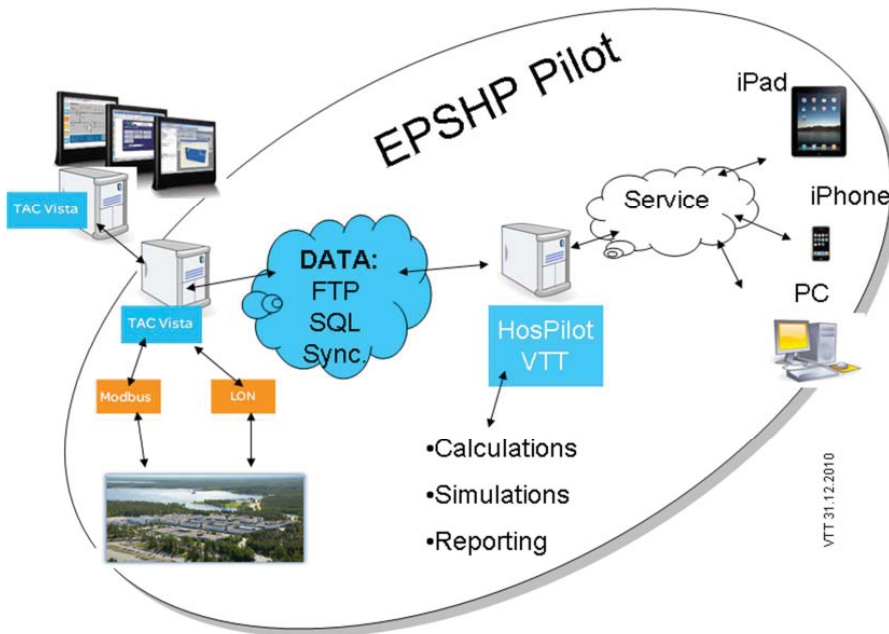 EPSHP Pilot
iPad
TAC Vista
Service
iPhone
DATA:
FTP
SQL
Sync.
TAC Vista
HosPilot
VTT
PC
Modbus
LON
•Calculations
•Simulations
•Reporting
VTT 31.12.2010